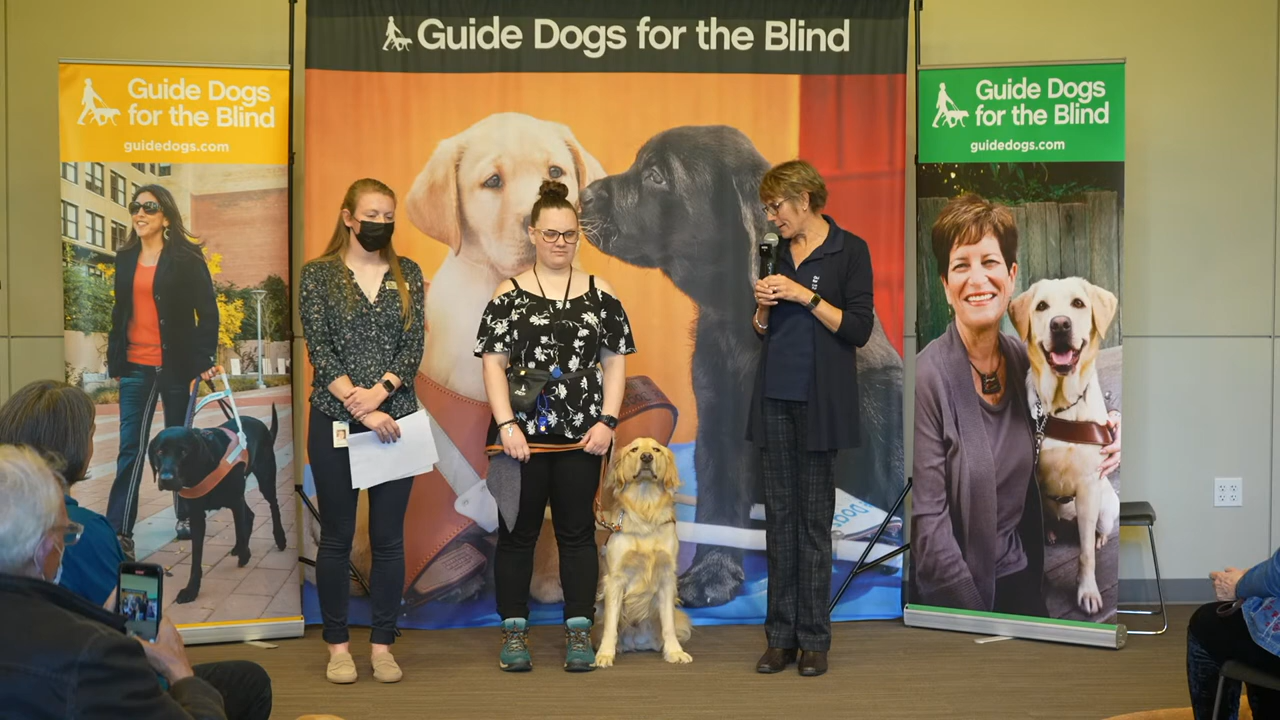 Guide Dogs for the Blind
Guide Dogs
for the Blind
guidedogs.com
Guide Dogs
for the Blind
guidedogs.com
Dogs